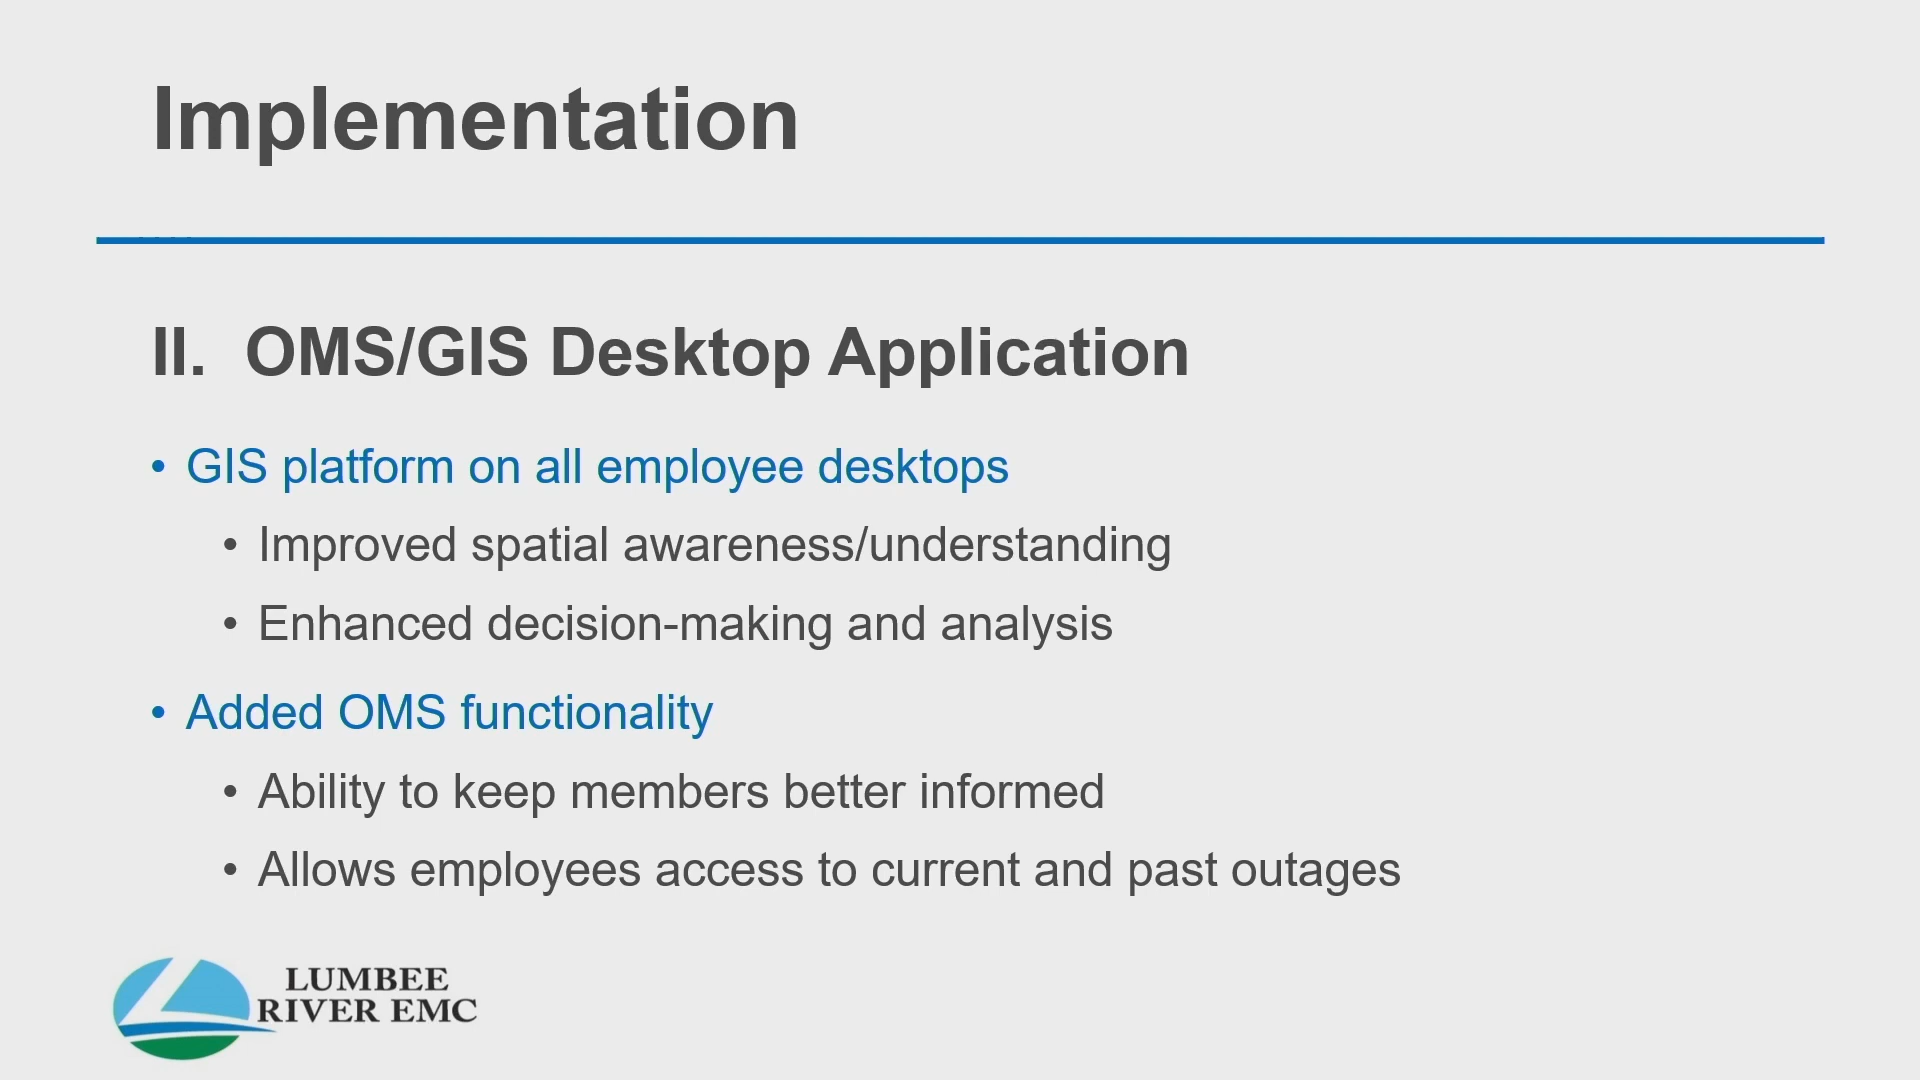 Implementation
II. OMS/GIS Desktop Application
• GIS platform on all employee desktops
• Improved spatial awareness/understanding
• Enhanced decision-making and analysis
• Added OMS functionality
• Ability to keep members better informed
• Allows employees access to current and past outages
LUMBEE
RIVER EMC